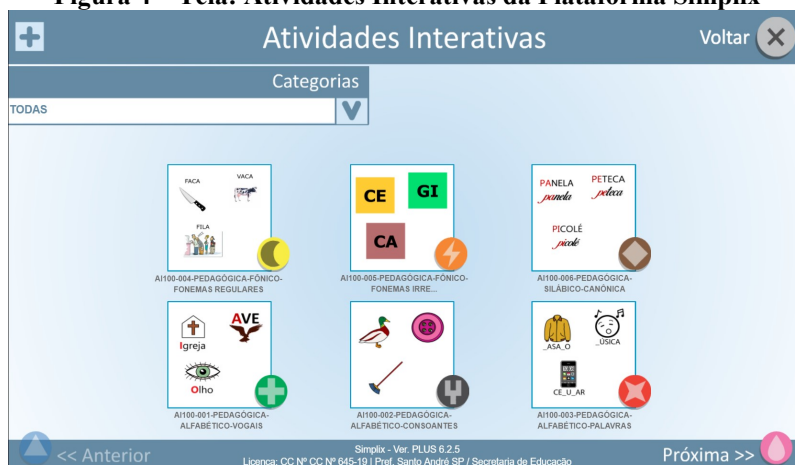 Figura 4 – Tela: Atividades Interativas da Plataforma Simplix
Atividades Interativas
Voltar
Categorias
TODAS
FACA
VACA
FILA
AI100-004-PEDAGÓGICA-FÔNICO-
FONEMAS REGULARES
CE
GI
CA
AI100-005-PEDAGÓGICA-FÔNICO-
FONEMAS IRRE...
PANELA
panela
PETECA
peteca
PICOLÉ
picolé
AI100-006-PEDAGÓGICA-
SILÁBICO-CANÔNICA
Igreja
AVE
Olho
AI100-001-PEDAGÓGICA-
ALFABÉTICO-VOGAIS
AI100-002-PEDAGÓGICA-
ALFABÉTICO-CONSOANTES
_ASA_O
_ÚSICA
CE_U_AR
AI100-003-PEDAGÓGICA-
ALFABÉTICO-PALAVRAS
<< Anterior
Simplix - Ver. PLUS 6.2.5
Licença: CC Nº CC Nº 645-19 | Pref. Santo André SP / Secretaria de Educação
Próxima >>